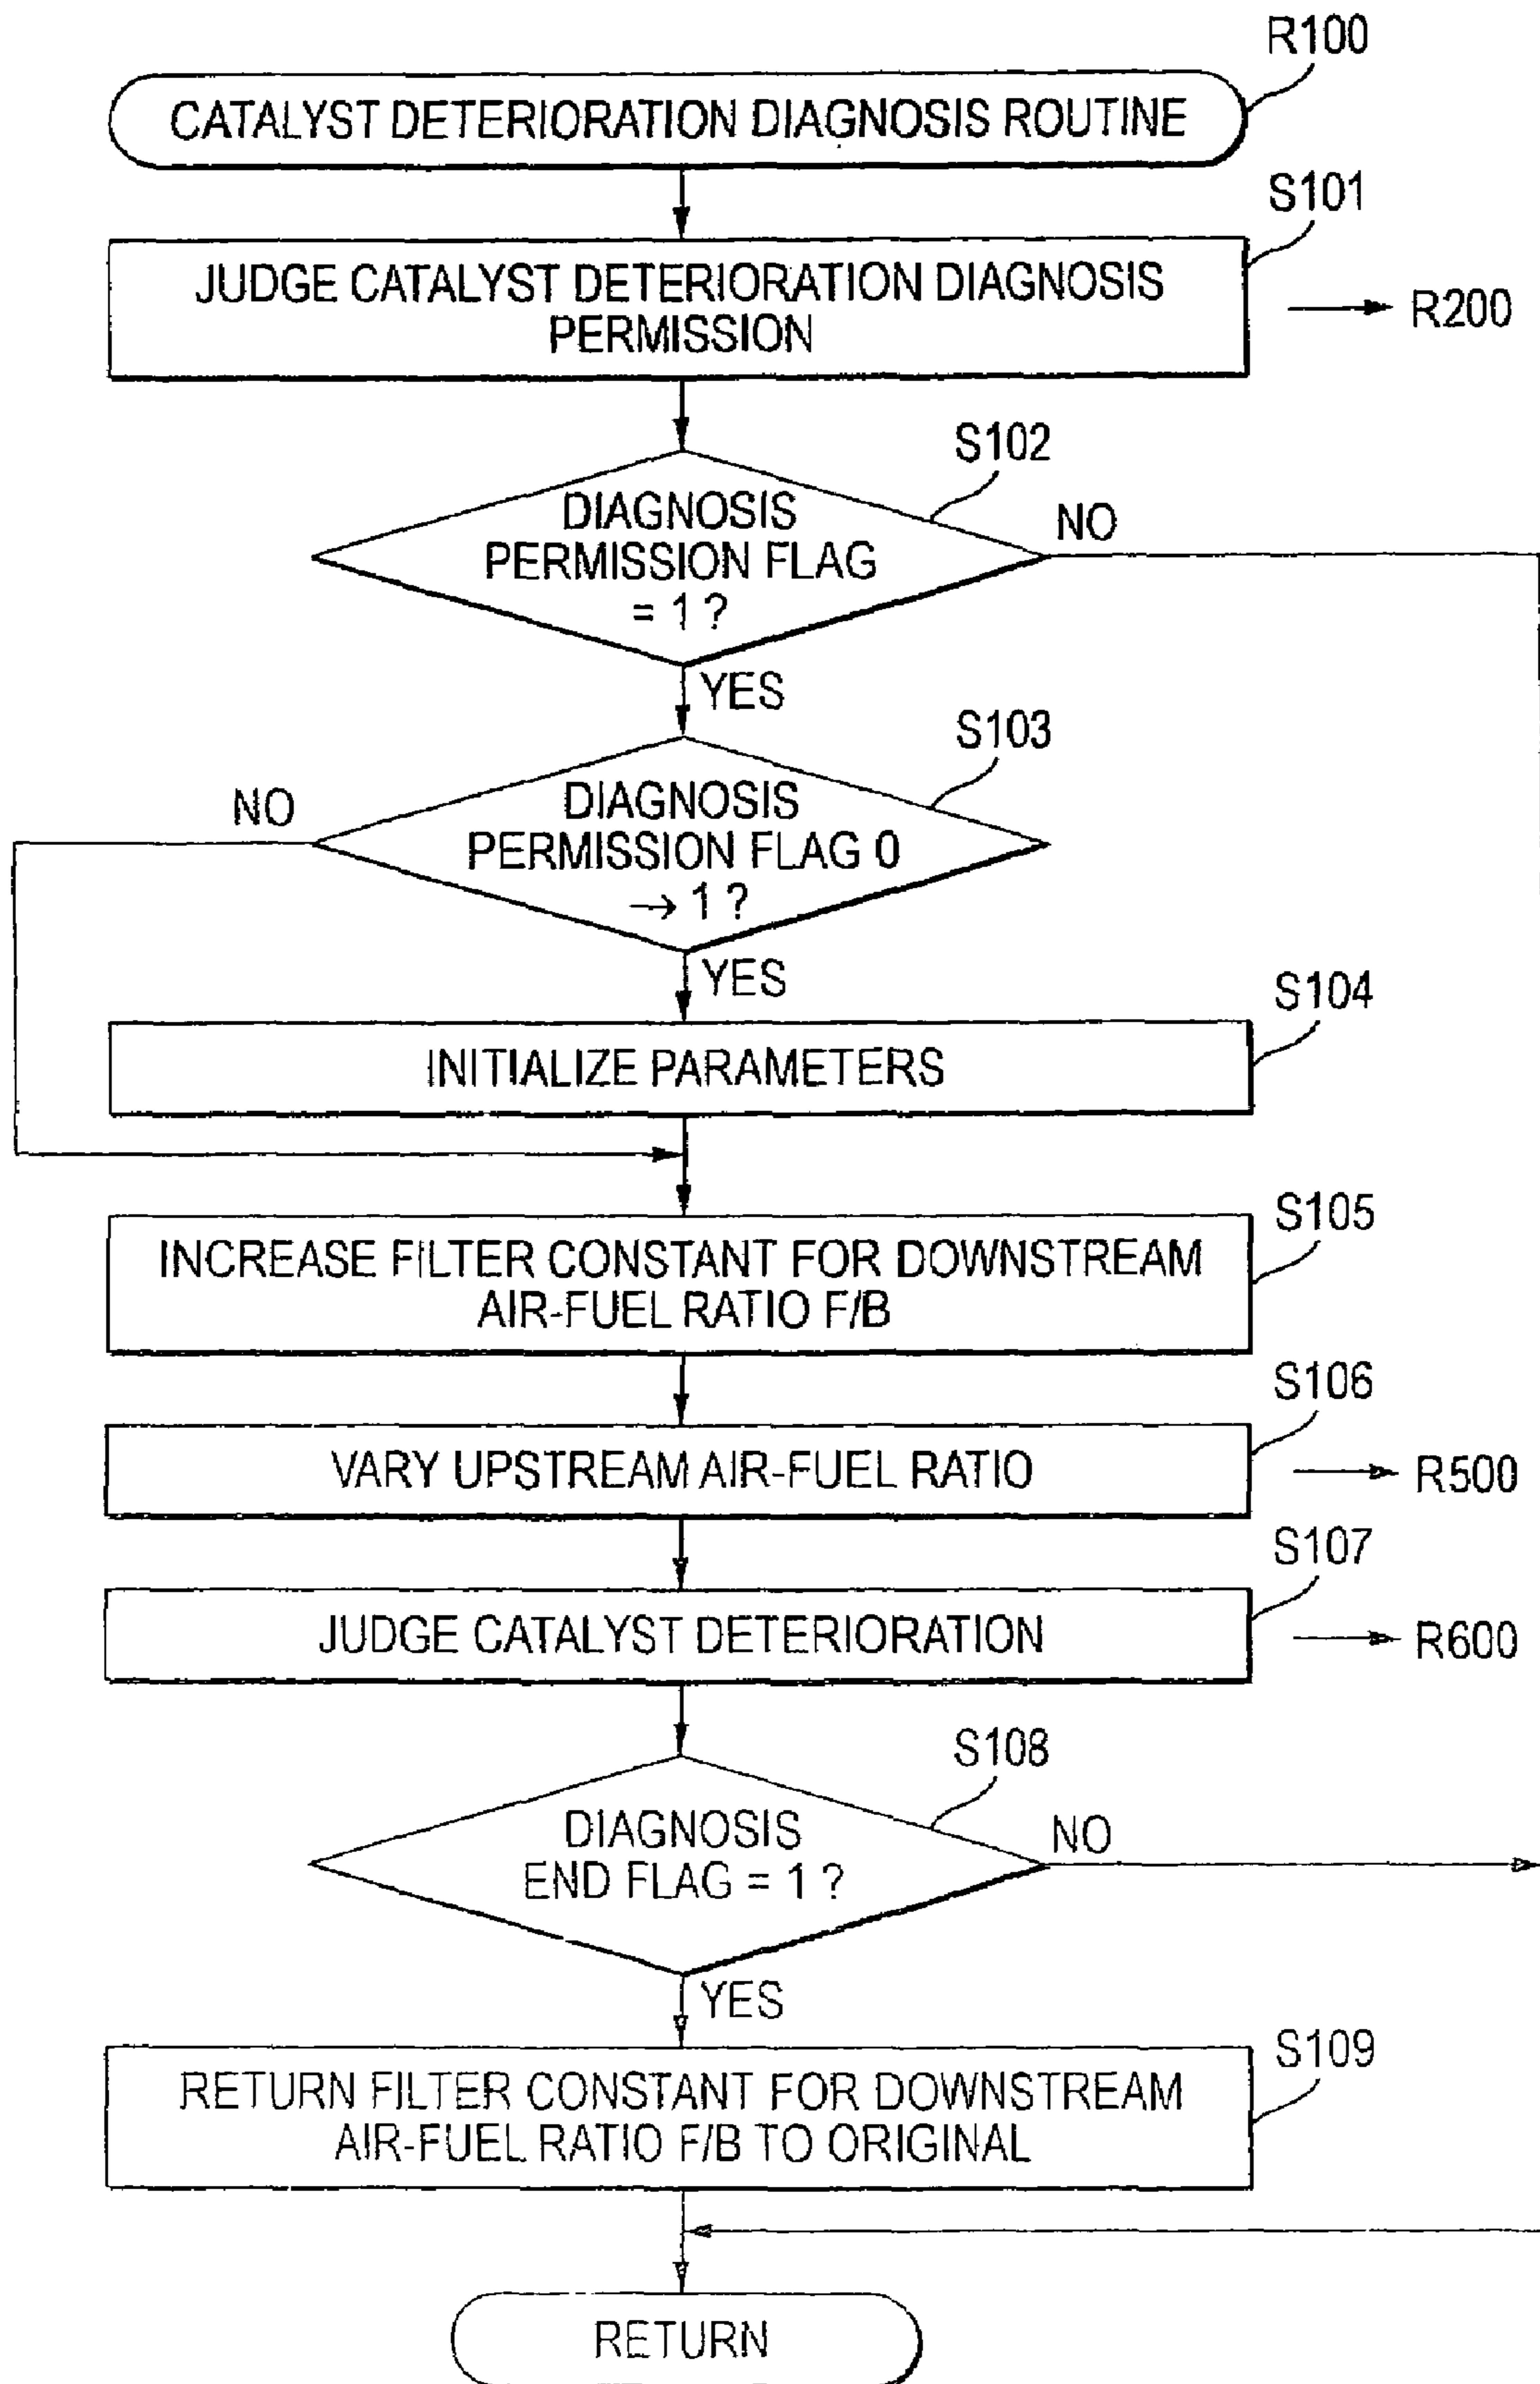 R100
CATALYST DETERIORATION DIAGNOSIS ROUTINE
S101
JUDGE CATALYST DETERIORATION DIAGNOSIS
PERMISSION
R200
S102
DIAGNOSIS
PERMISSION FLAG
= 1 ?
NO
YES
S103
DIAGNOSIS
PERMISSION FLAG 0
→ 1 ?
NO
YES
S104
INITIALIZE PARAMETERS
S105
INCREASE FILTER CONSTANT FOR DOWNSTREAM
AIR-FUEL RATIO F/B
S106
VARY UPSTREAM AIR-FUEL RATIO
R500
S107
JUDGE CATALYST DETERIORATION
R600
S108
DIAGNOSIS
END FLAG = 1 ?
NO
YES
S109
RETURN FILTER CONSTANT FOR DOWNSTREAM
AIR-FUEL RATIO F/B TO ORIGINAL
RETURN